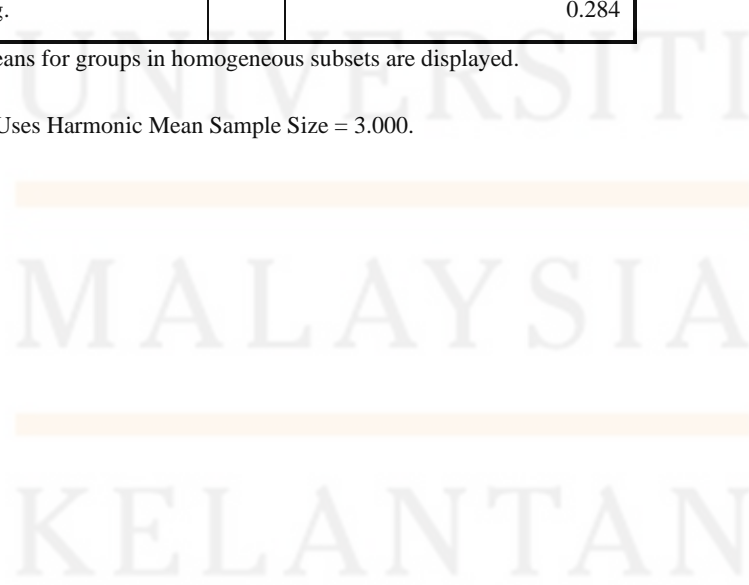 g. 0.284
eans for groups in homogeneous subsets are displayed.
Uses Harmonic Mean Sample Size = 3.000.
UNIVERSITI
MALAYSIA
KELANTAN